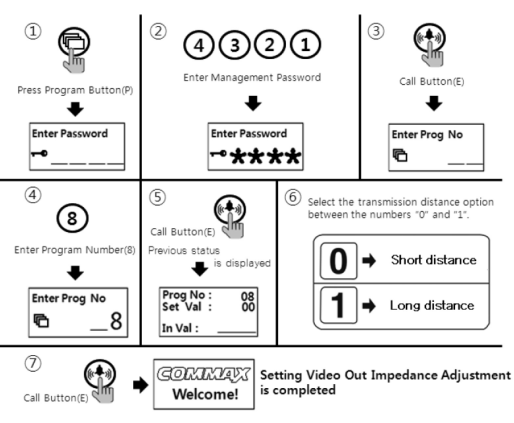 ①
Press Program Button(P)
Enter Password
②
4 3 2 1
Enter Management Password
Enter Password
****
③
Call Button(E)
Enter Prog No
④
8
Enter Program Number(8)
Enter Prog No
_8
⑤
Call Button(E)
Previous status
is displayed
Prog No : 08
Set Val : 00
In Val :
⑥
Select the transmission distance option
between the numbers "0" and "1".
0 Short distance
1 Long distance
⑦
Call Button(E)
COMMAX
Welcome!
Setting Video Out Impedance Adjustment
is completed